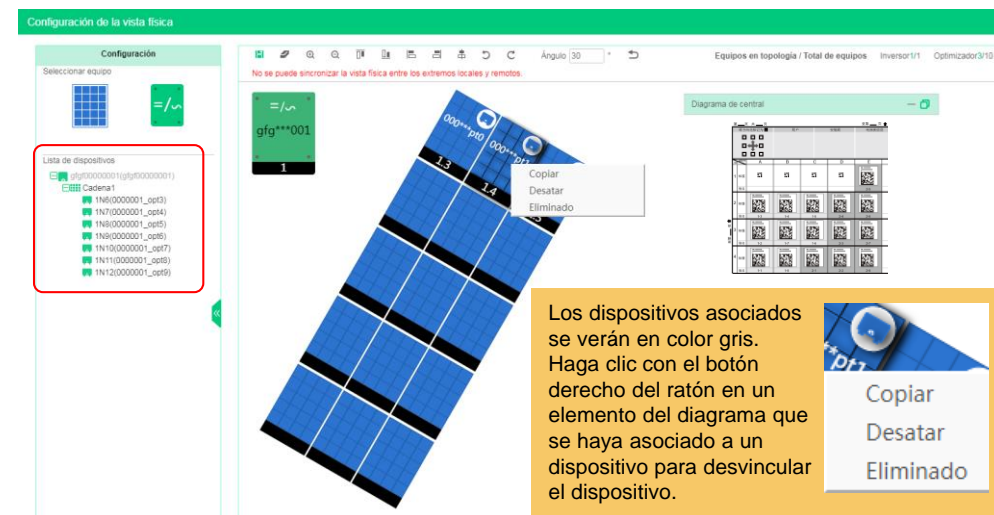 Configuración de la vista física
Configuración
Seleccionar equipo
Lista de dispositivos
gfgf00000001(gfgf00000001)
Cadena1
1N6(0000001_opt3)
1N7(0000001_opt4)
1N8(0000001_opt5)
1N9(0000001_opt6)
1N10(0000001_opt7)
1N11(0000001_opt8)
1N12(0000001_opt9)
Ángulo 30 °
Equipos en topología / Total de equipos Inversor1/1 Optimizador3/10
No se puede sincronizar la vista física entre los extremos locales y remotos.
gfg***001
1
000***pt0
000***pt1
1.3
1.4
Copiar
Desatar
Eliminado
Diagrama de central
A B C D E
Los dispositivos asociados
se verán en color gris.
Haga clic con el botón
derecho del ratón en un
elemento del diagrama que
se haya asociado a un
dispositivo para desvincular
el dispositivo.
**pt1
Copiar
Desatar
Eliminado